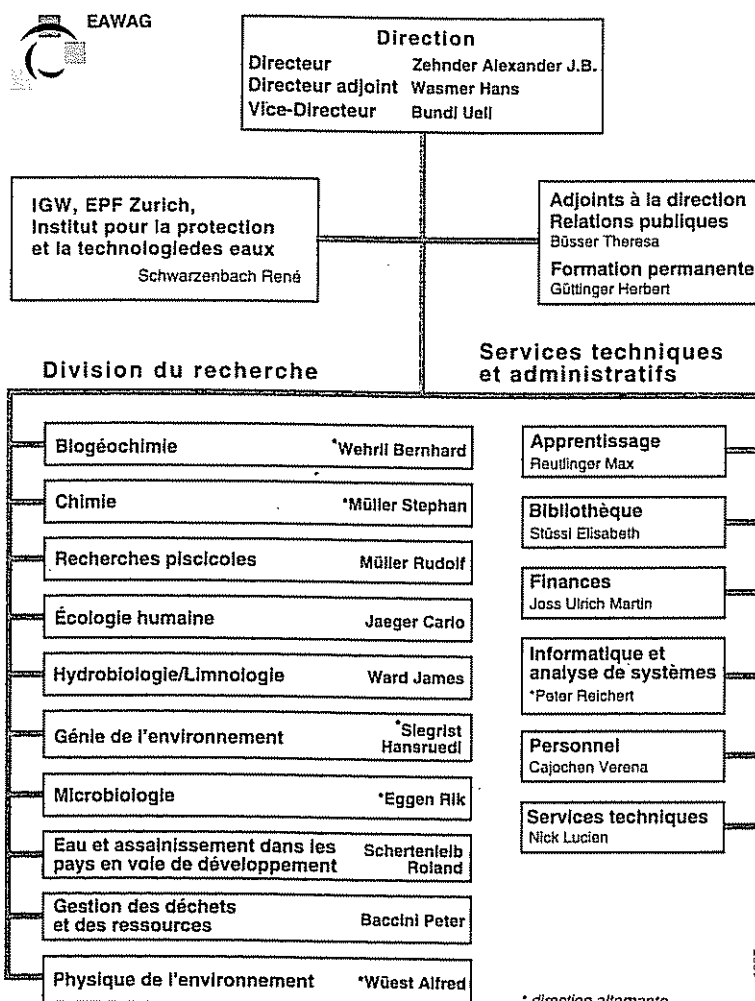 EAWAG
Direction
Directeur Zehnder Alexander J.B.
Directeur adjoint Wasmer Hans
Vice-Directeur Bundi Ueli
IGW, EPF Zurich,
Institut pour la protection
et la technologiedes eaux
Schwarzenbach René
Adjoints à la direction
Relations publiques
Büsser Theresa
Formation permanente
Güttinger Herbert
Division du recherche
Services techniques
et administratifs
Biogéochimie *Wehrli Bernhard
Chimie *Müller Stephan
Recherches piscicoles Müller Rudolf
Écologie humaine Jaeger Carlo
Hydrobiologie/Limnologie Ward James
Génie de l'environnement *Siegrist
Hansruedi
Microbiologie *Eggen Rik
Eau et assainissement dans les Schertenleib
pays en voie de développement Roland
Gestion des déchets
et des ressources Baccini Peter
Physique de l'environnement *Wüest Alfred
Apprentissage
Reutlinger Max
Bibliothèque
Stüssi Elisabeth
Finances
Joss Ulrich Martin
Informatique et
analyse de systèmes
*Peter Reichert
Personnel
Cajochen Verena
Services techniques
Nick Lucien
* direction alternante